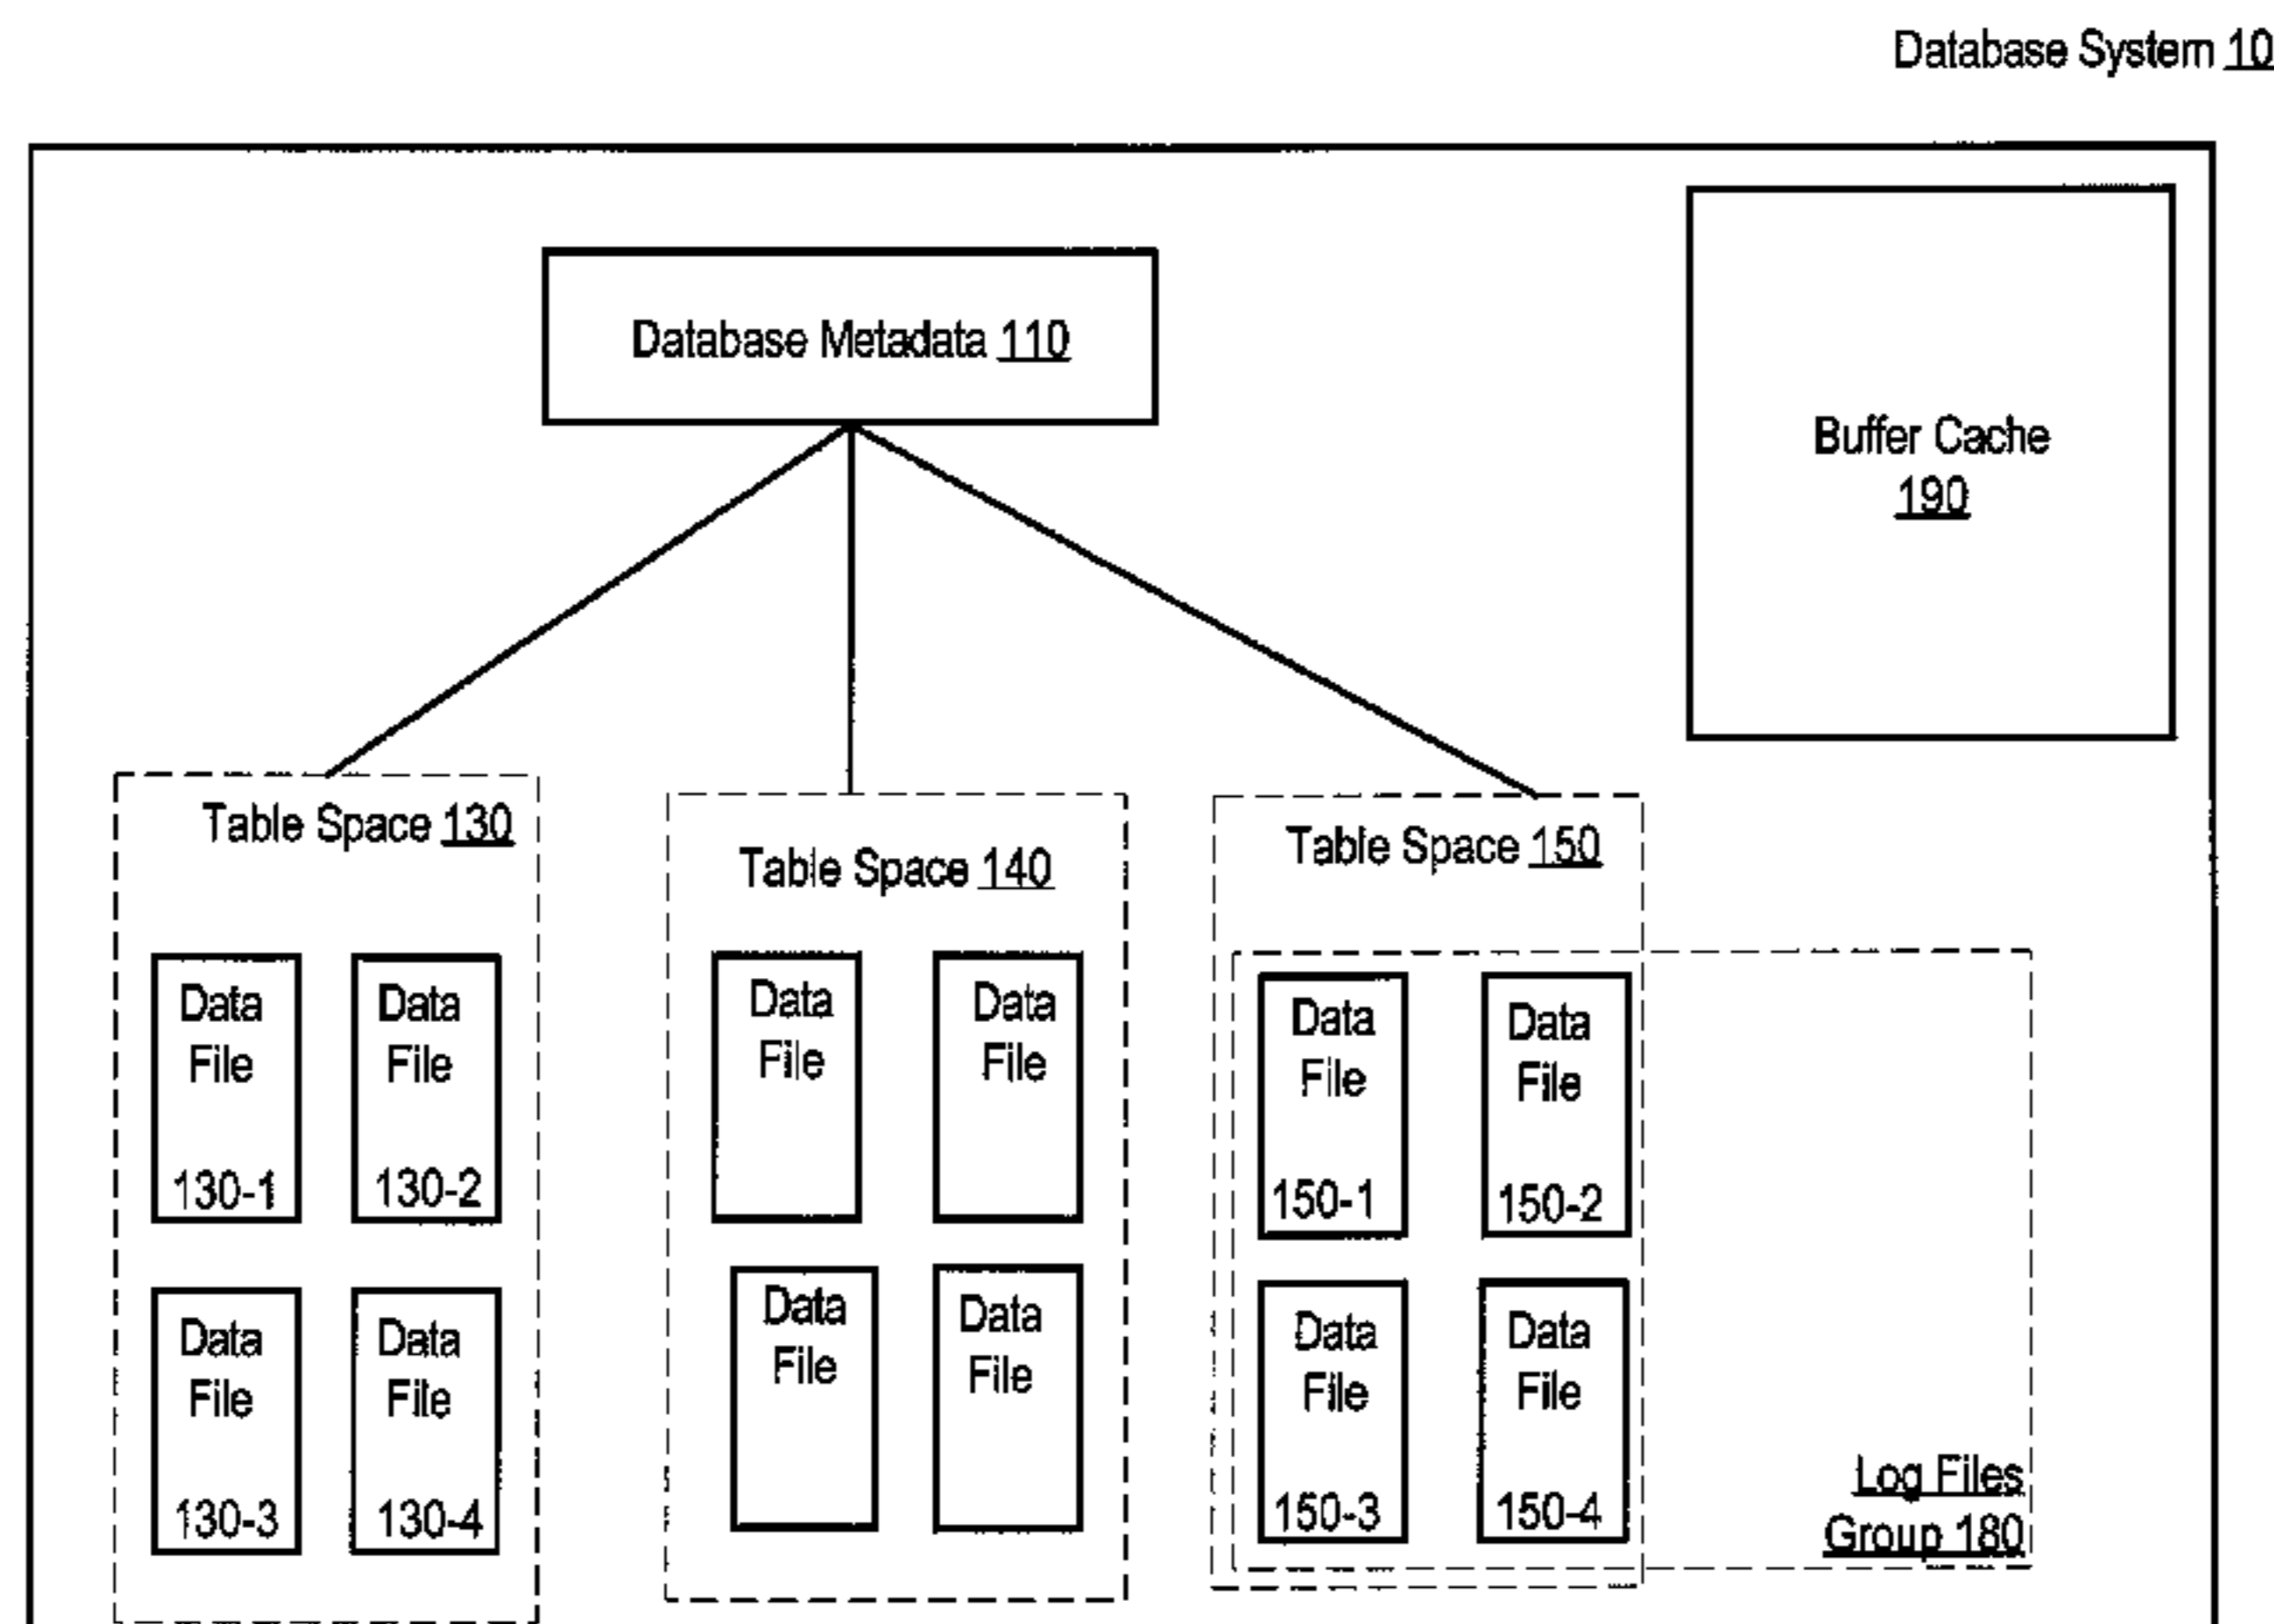 Database System 10
Database Metadata 110
Buffer Cache
190
Table Space 130
Table Space 140
Table Space 150
Data
File
130-1
Data
File
130-2
Data
File
130-3
Data
File
130-4
Data
File
Data
File
Data
File
Data
File
Data
File
150-1
Data
File
150-2
Data
File
150-3
Data
File
150-4
Log Files
Group 180